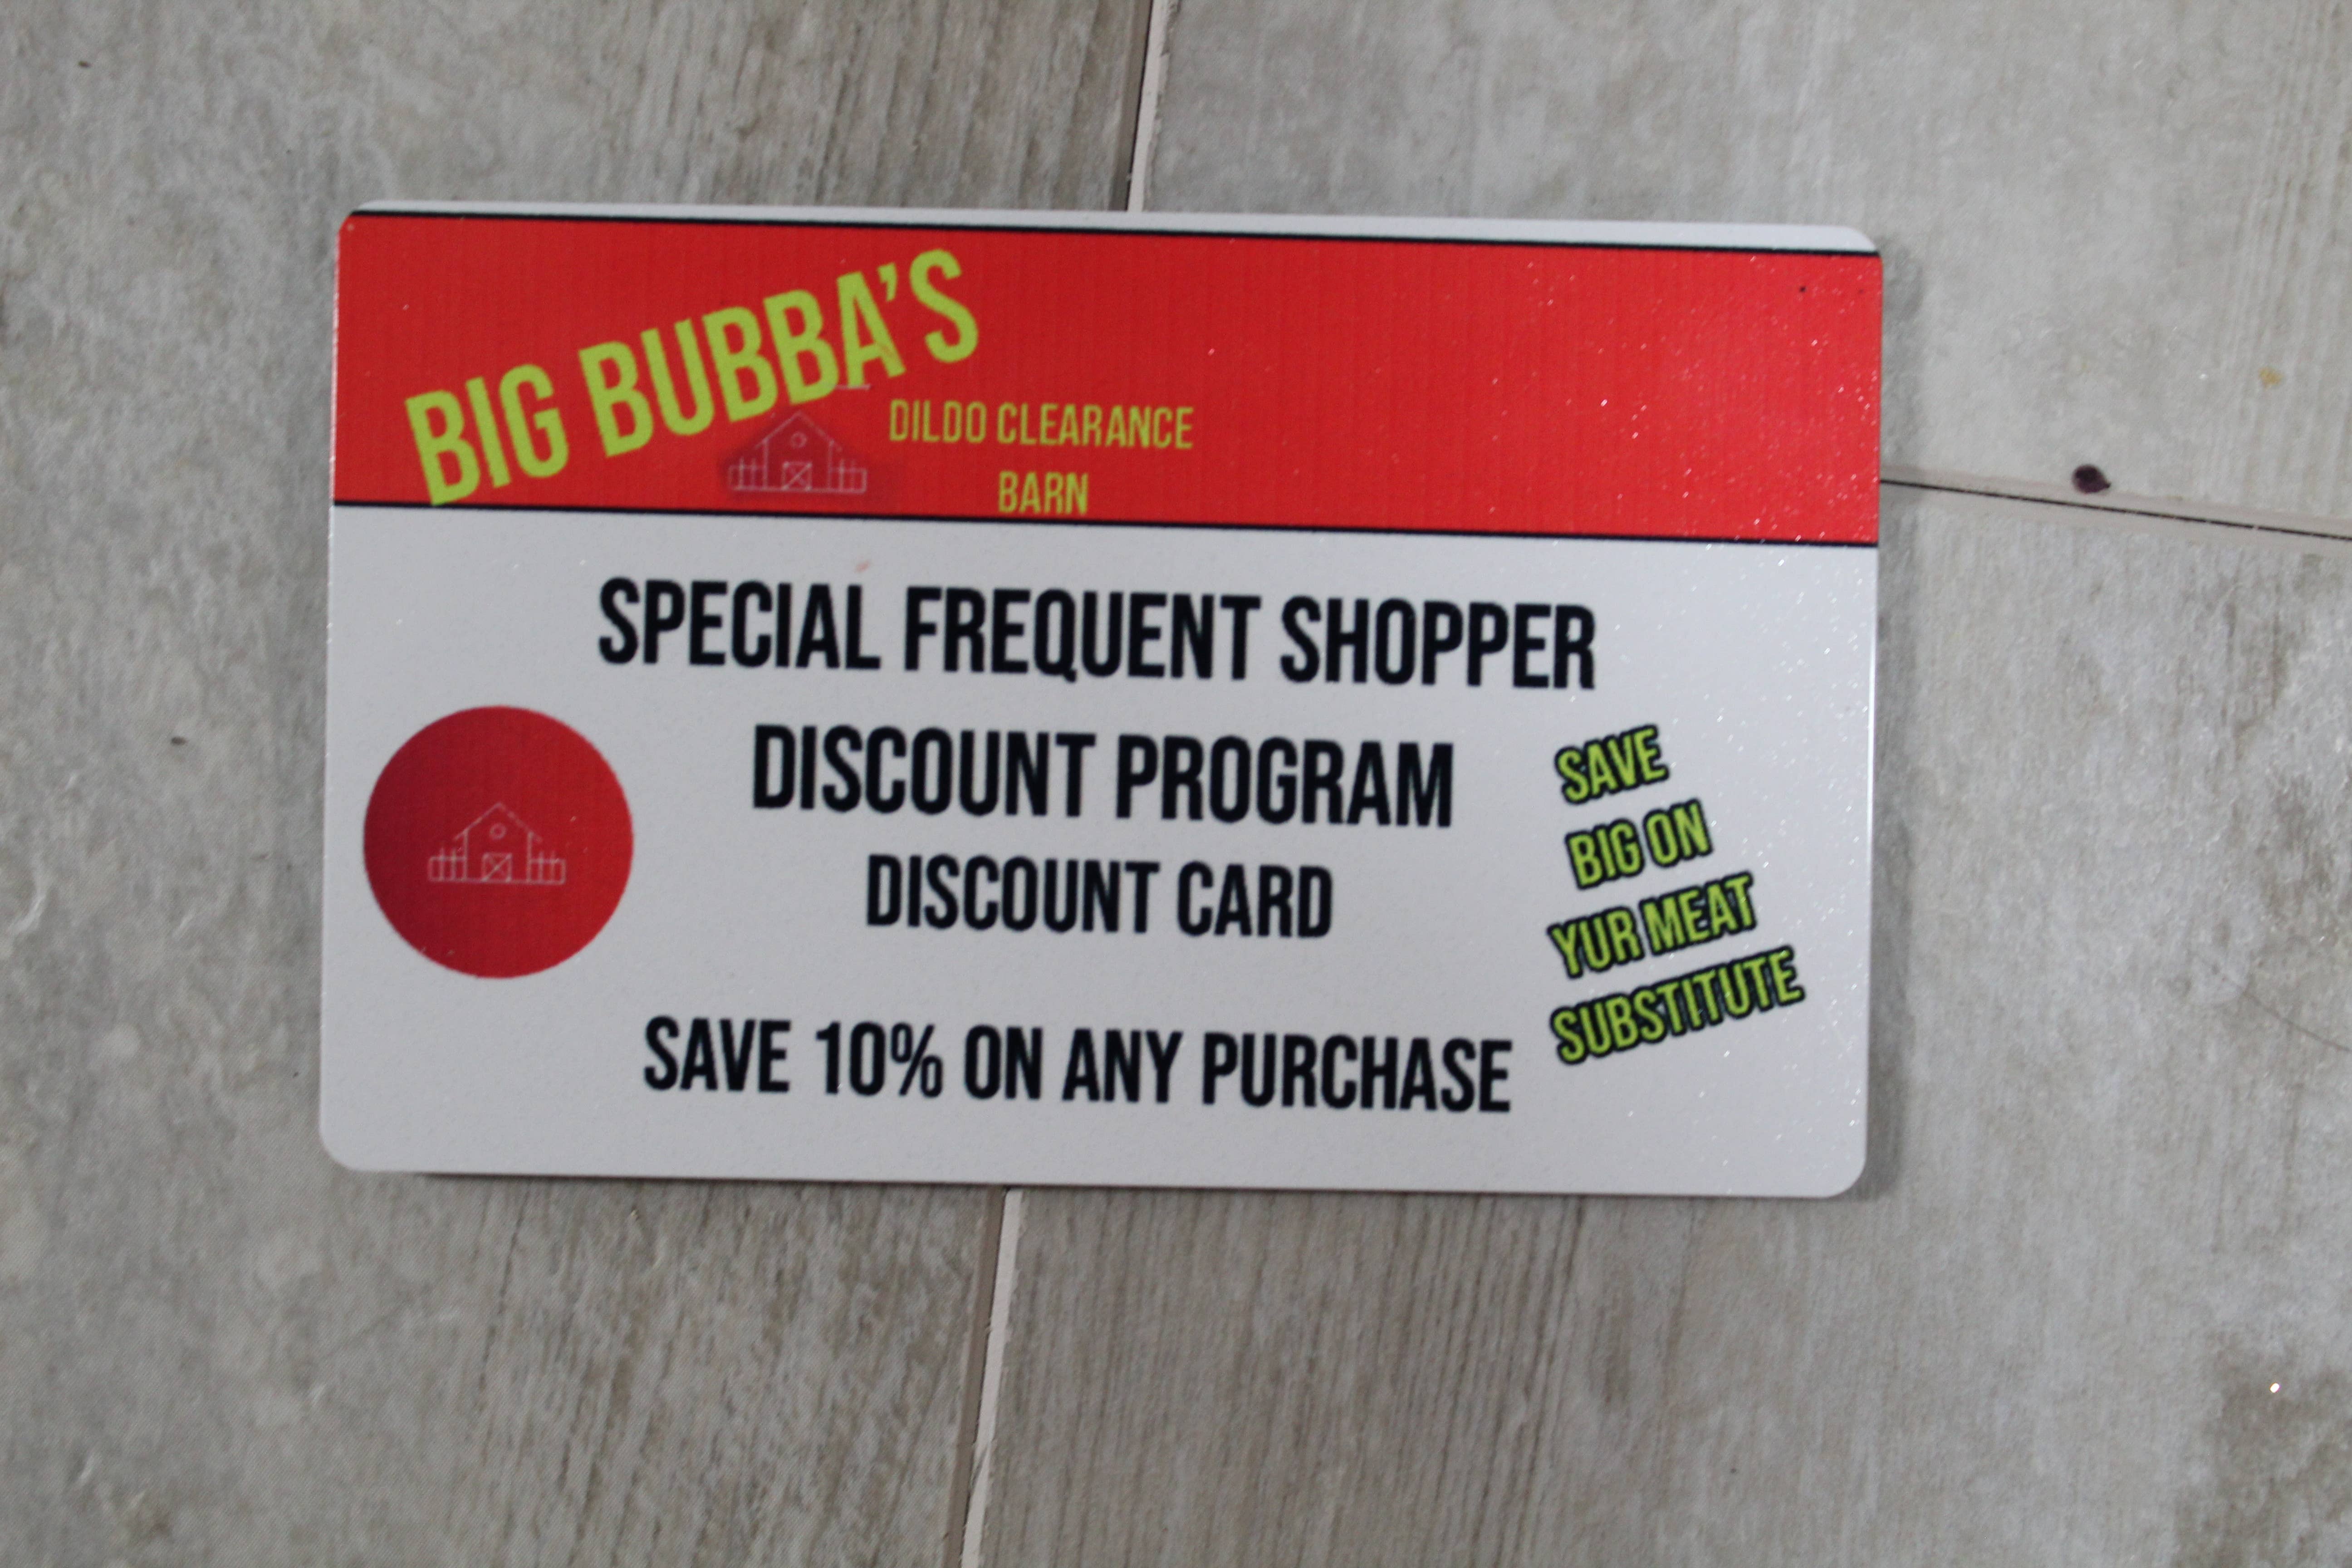 BIG BUBBA'S
DILDO CLEARANCE
BARN
SPECIAL FREQUENT SHOPPER
DISCOUNT PROGRAM
DISCOUNT CARD
SAVE 10% ON ANY PURCHASE
SAVE
BIG ON
YUR MEAT
SUBSTITUTE